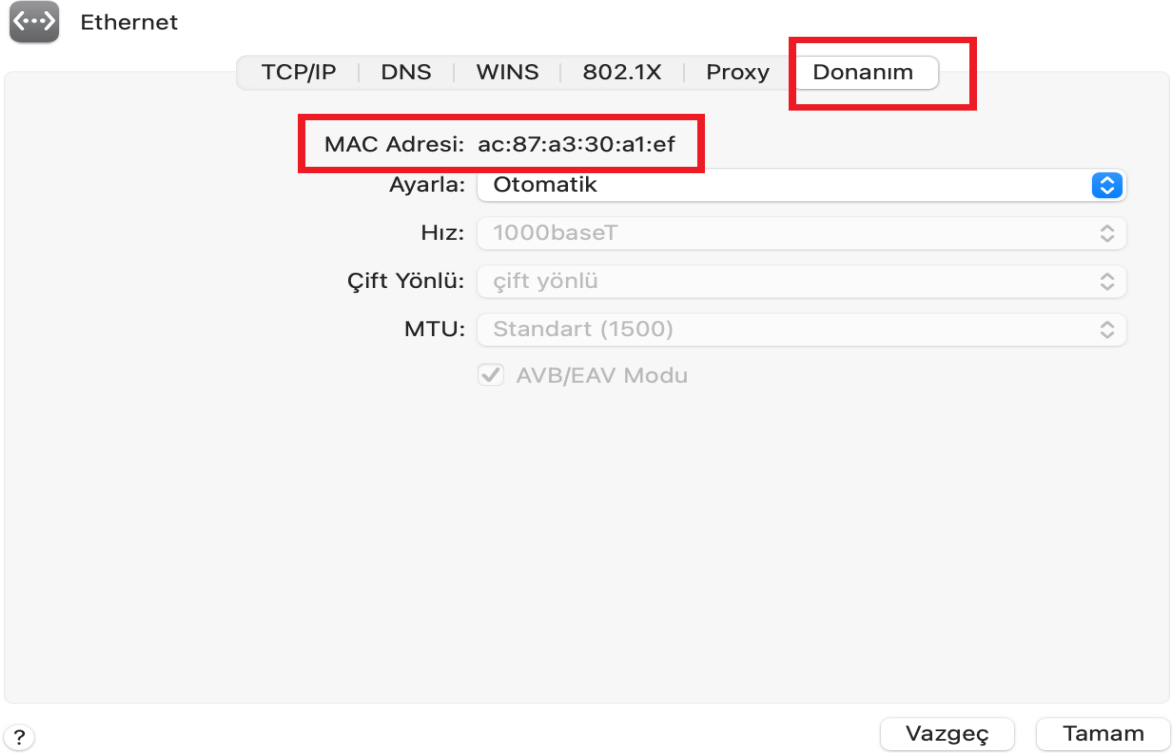 Ethernet
TCP/IP DNS WINS 802.1X Proxy Donanım
MAC Adresi: ac:87:a3:30:a1:ef
Ayarla: Otomatik
Hız: 1000baseT
Çift Yönlü: çift yönlü
MTU: Standart (1500)
AVB/EAV Modu
? Vazgeç Tamam